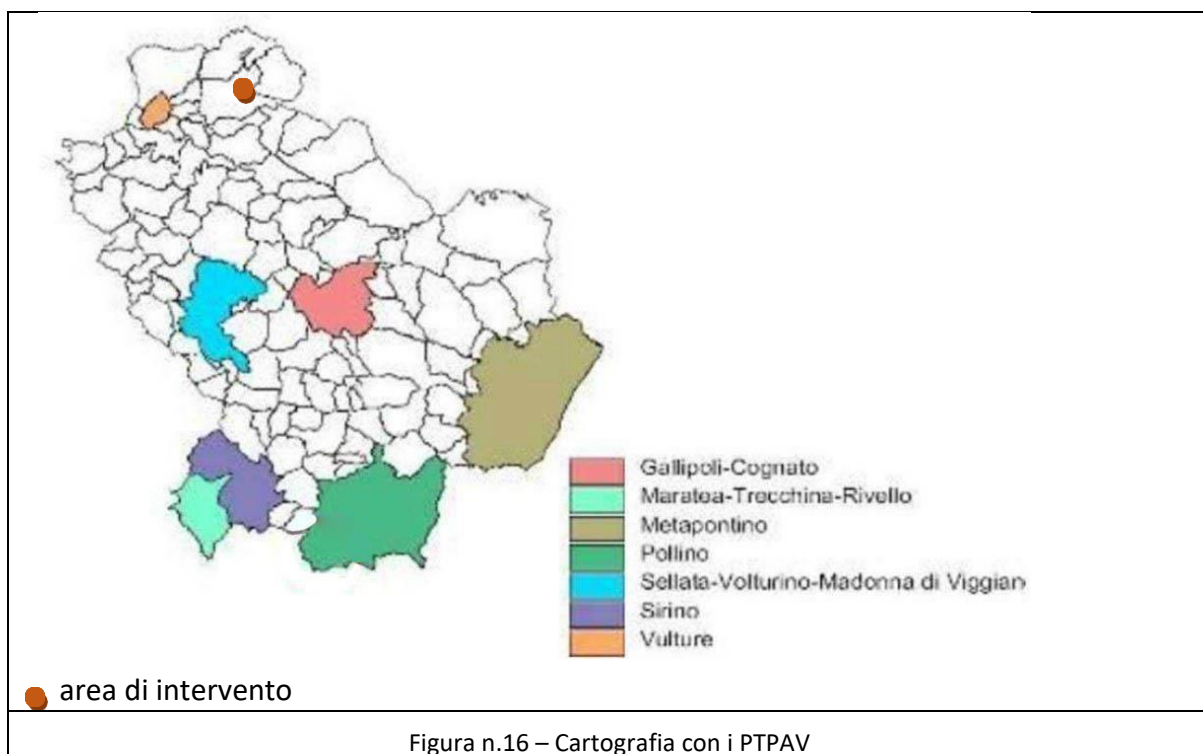 Gallipoli-Cognato
Maratea-Trecchina-Rivello
Metapontino
Pollino
Sellata-Volturino-Madonna di Viggian
Sirino
Vulture
area di intervento
Figura n.16 – Cartografia con i PTPAV